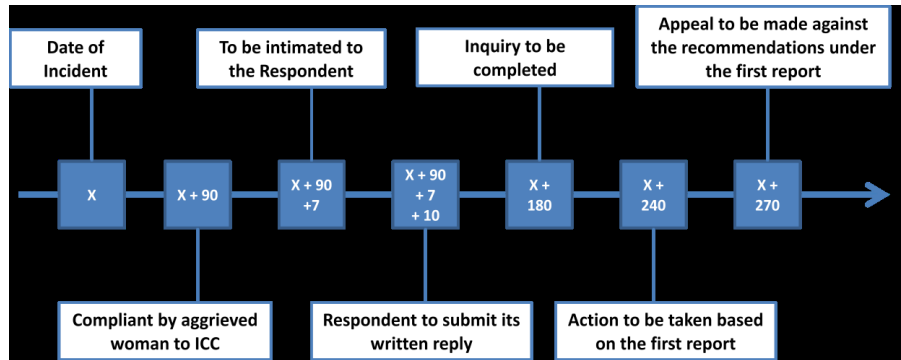 Date of
Incident
To be intimated to
the Respondent
Inquiry to be
completed
Appeal to be made against
the recommendations under
the first report
X
X + 90
X + 90
+7
X + 90
+ 7
+ 10
X +
180
X +
240
X +
270
Compliant by aggrieved
woman to ICC
Respondent to submit its
written reply
Action to be taken based
on the first report